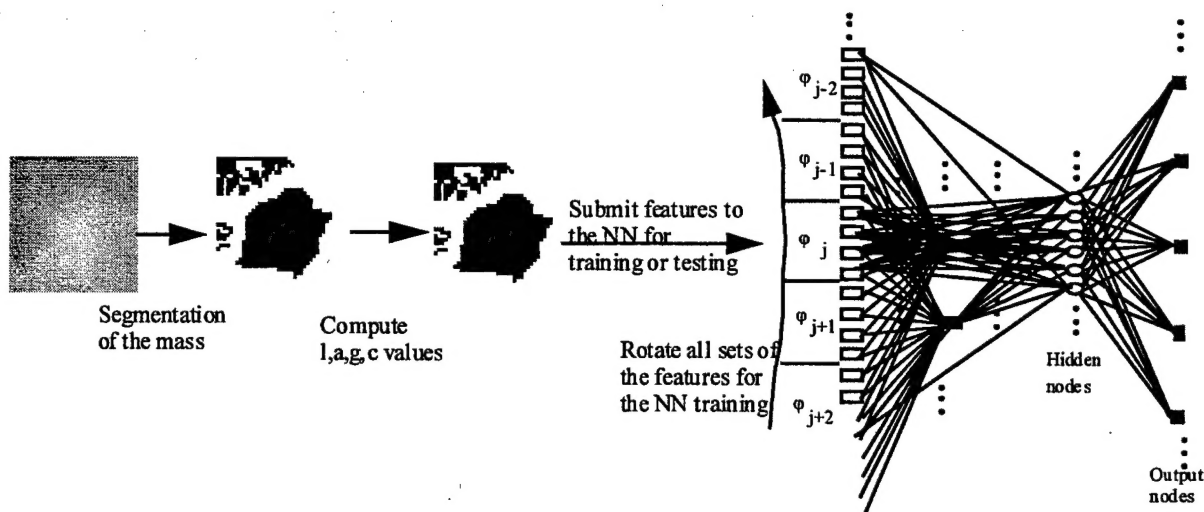 Segmentation
of the mass
Compute
l,a,g,c values
Submit features to
the NN for
training or testing
Rotate all sets of
the features for
the NN training
φ j-2
φ j-1
φ j
φ j+1
φ j+2
Hidden
nodes
Output
nodes